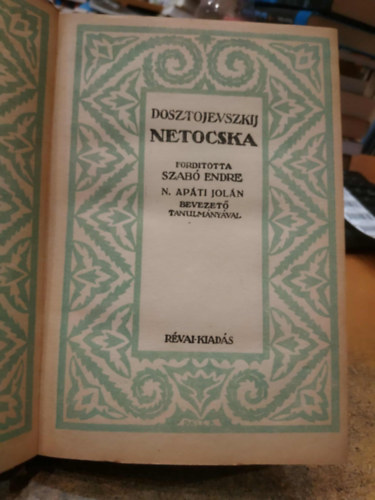 DOSZTOJEVSZKIJ
NETOCSKA
FORDÍTOTTA
SZABÓ ENDRE
N. APÁTI JOLÁN
BEVEZETŐ
TANULMÁNYÁVAL
RÉVAI-KIADÁS